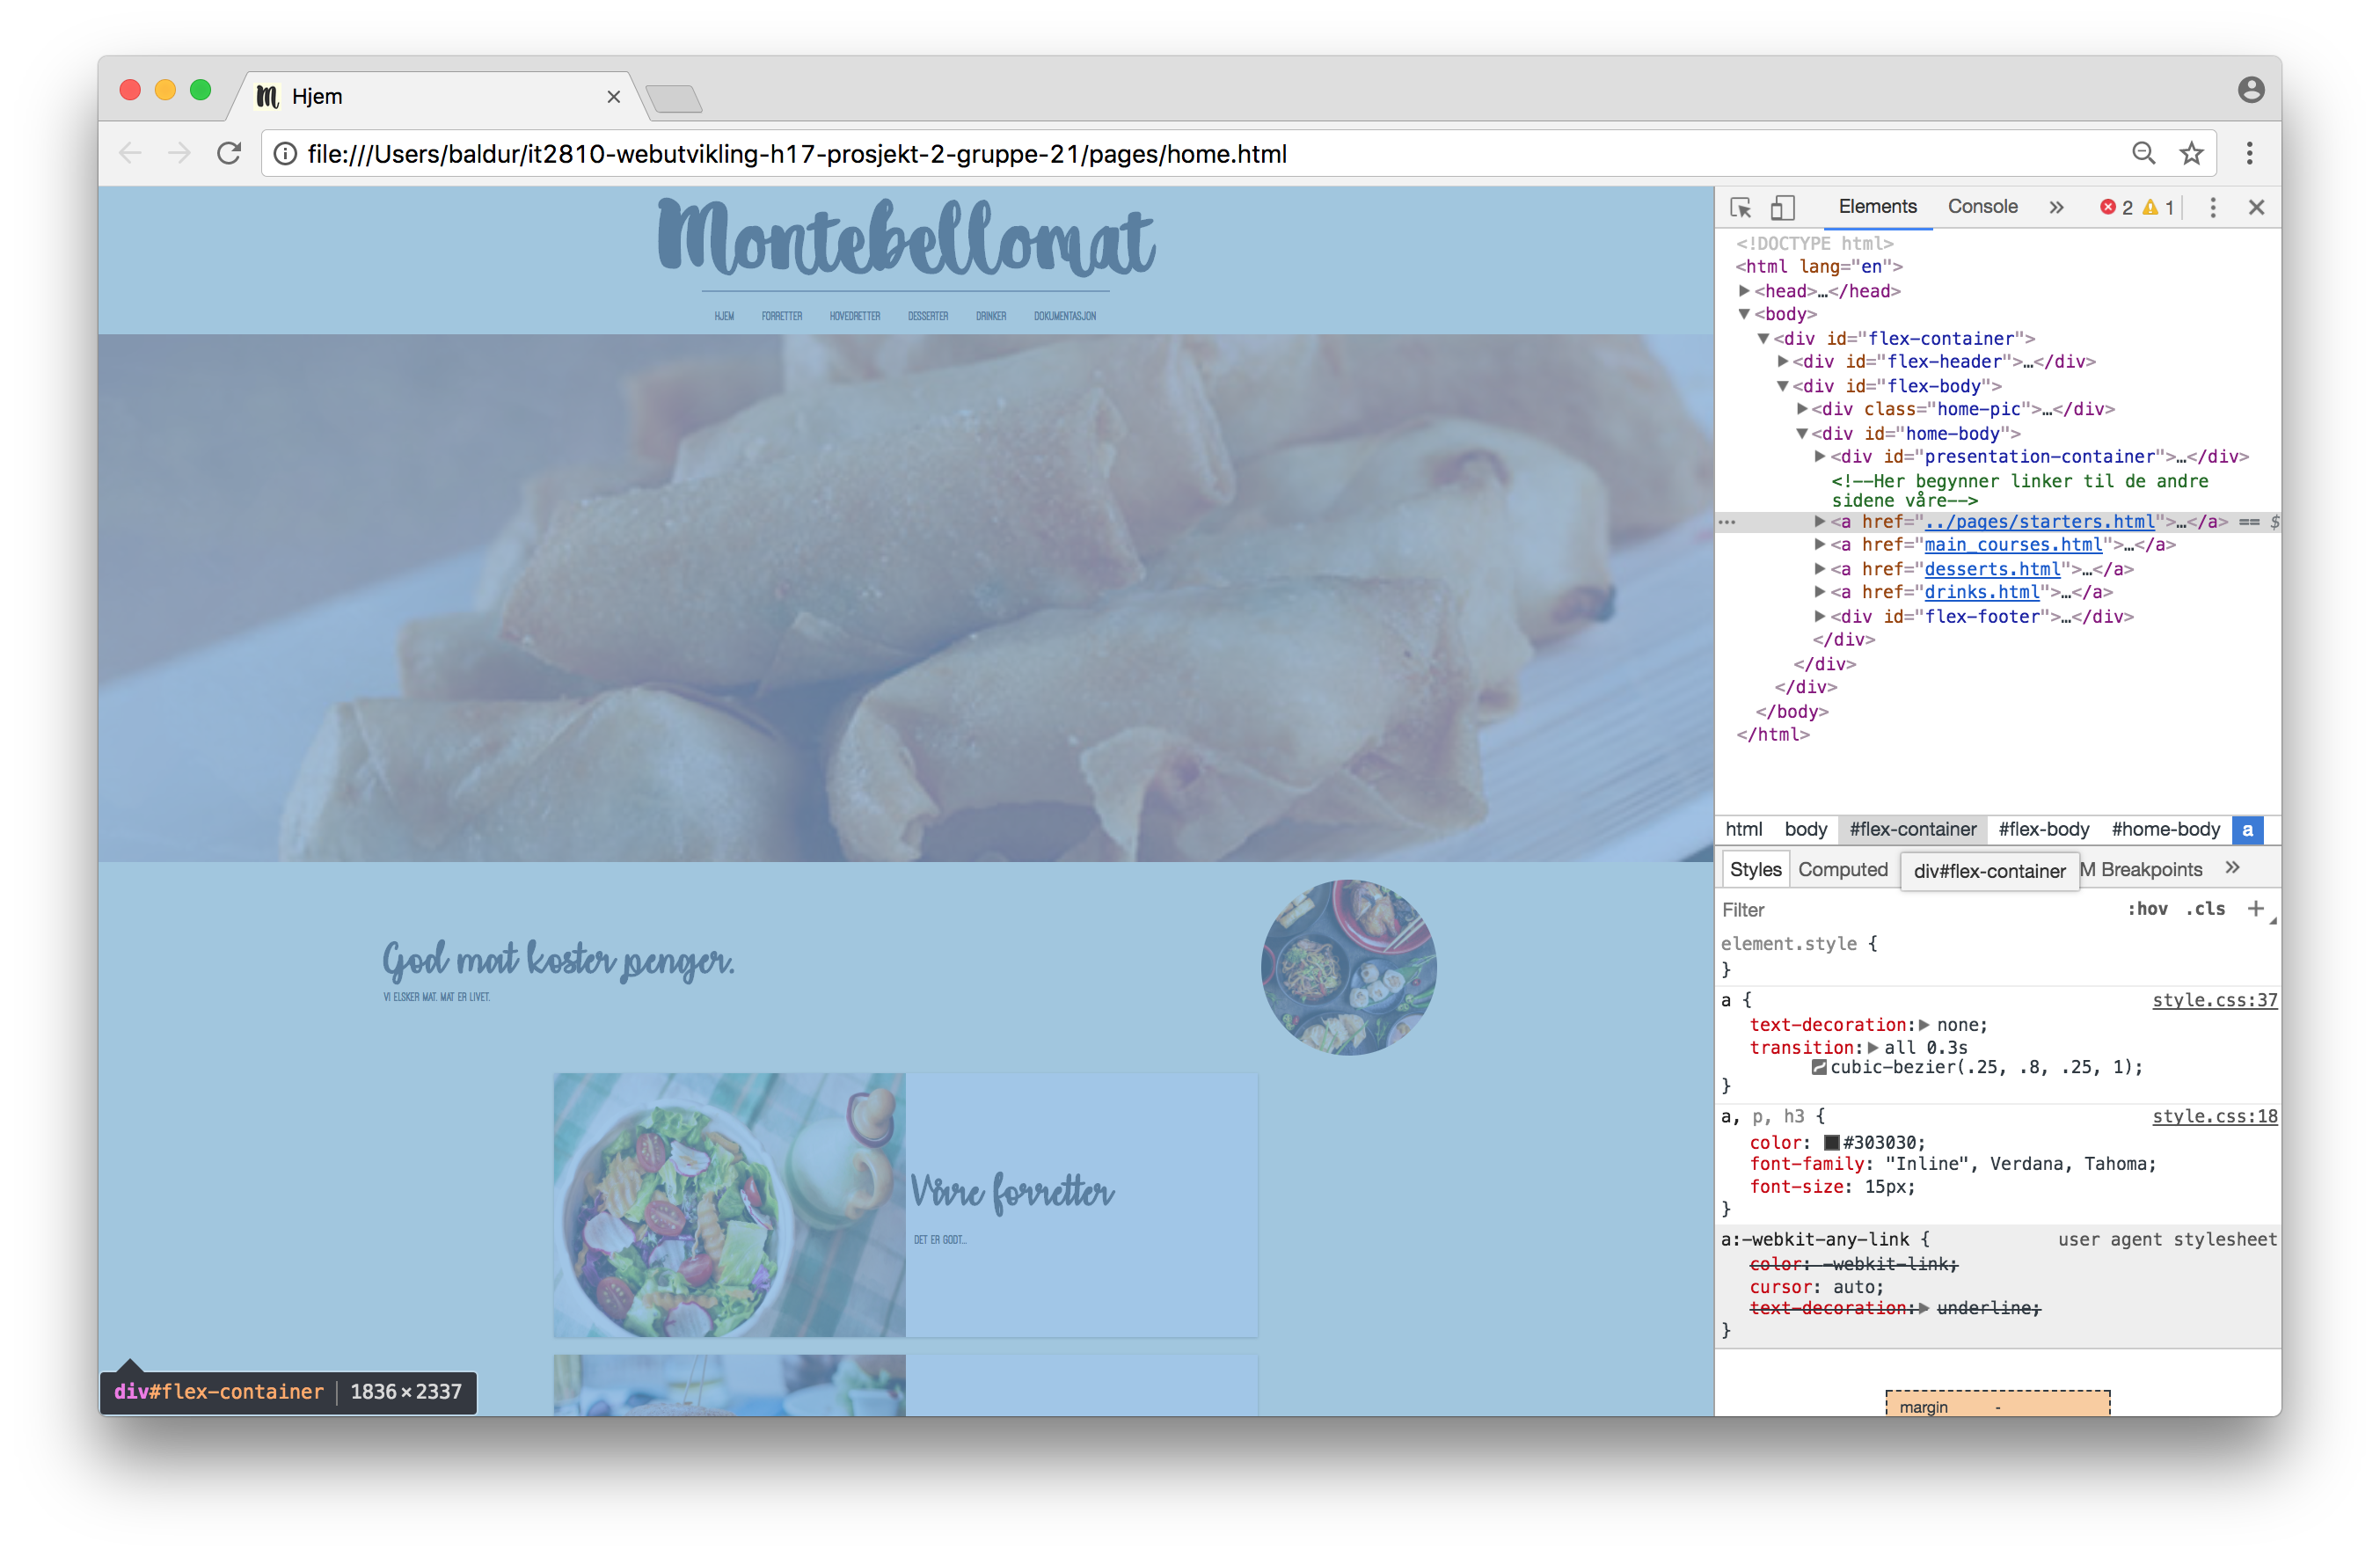 Hjem
file:///Users/baldur/it2810-webutvikling-h17-prosjekt-2-gruppe-21/pages/home.html
Montebellomat
HJEM FORRETTER HOVEDRETTER DESSERTER DRINKER DOKUMENTASJON
God mat koster penger.
VI ELSKER MAT. MAT ER LIVET.
Våre forretter
DET ER GODT...
div#flex-container | 1836 × 2337
Elements Console » 2 1
<!DOCTYPE html>
<html lang="en">
<head>…</head>
<body>
<div id="flex-container">
<div id="flex-header">…</div>
<div id="flex-body">
<div class="home-pic">…</div>
<div id="home-body">
<div id="presentation-container">…</div>
<!--Her begynner linker til de andre
sidene våre-->
<a href="../pages/starters.html">…</a> == $
<a href="main_courses.html">…</a>
<a href="desserts.html">…</a>
<a href="drinks.html">…</a>
<div id="flex-footer">…</div>
</div>
</div>
</div>
</body>
</html>
html body #flex-container #flex-body #home-body a
Styles Computed div#flex-container M Breakpoints »
Filter :hov .cls +
element.style {
}
a { style.css:37
text-decoration: none;
transition: all 0.3s
cubic-bezier(.25, .8, .25, 1);
}
a, p, h3 { style.css:18
color: #303030;
font-family: "Inline", Verdana, Tahoma;
font-size: 15px;
}
a:-webkit-any-link { user agent stylesheet
color: -webkit-link;
cursor: auto;
text-decoration: underline;
}
margin -